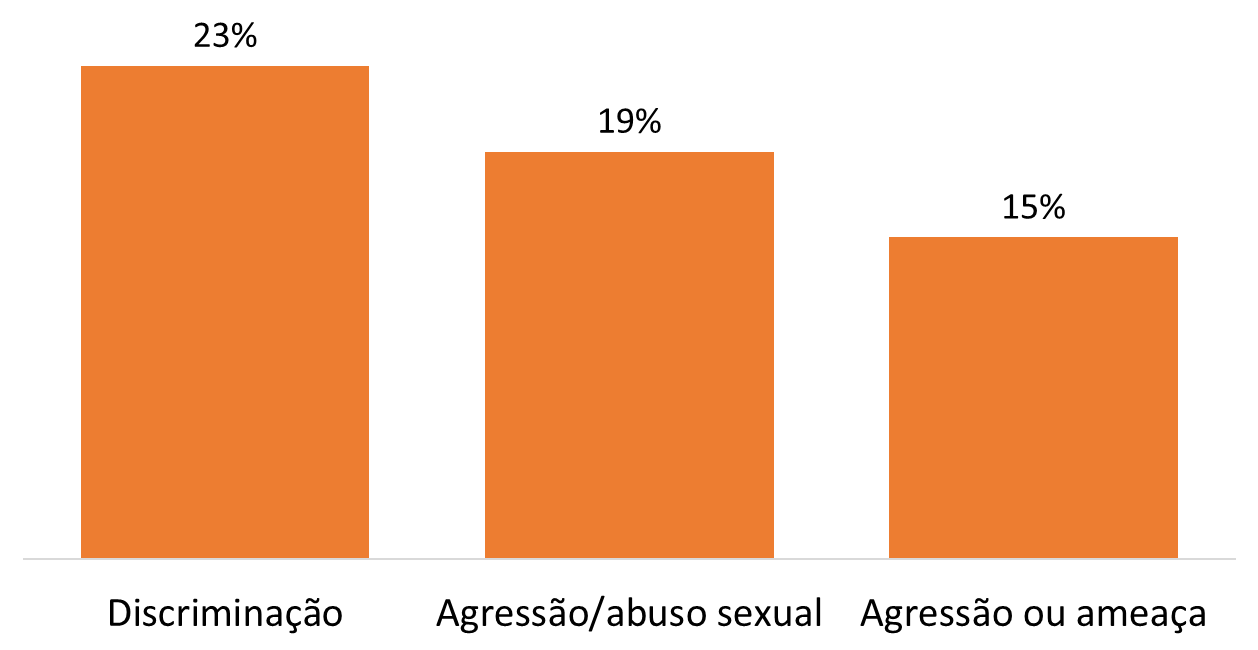 23%
19%
15%
Discriminação
Agressão/abuso sexual
Agressão ou ameaça